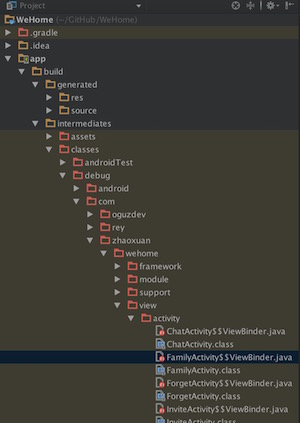 Project
WeHome (~/GitHub/WeHome)
.gradle
.idea
app
build
generated
res
source
intermediates
assets
classes
androidTest
debug
android
com
oguzdev
rey
zhaoxuan
wehome
framework
module
support
view
activity
ChatActivity$$ViewBinder.java
ChatActivity.class
FamilyActivity$$ViewBinder.java
FamilyActivity.class
ForgetActivity$$ViewBinder.java
ForgetActivity.class
InviteActivity$$ViewBinder.java
InviteActivity.class